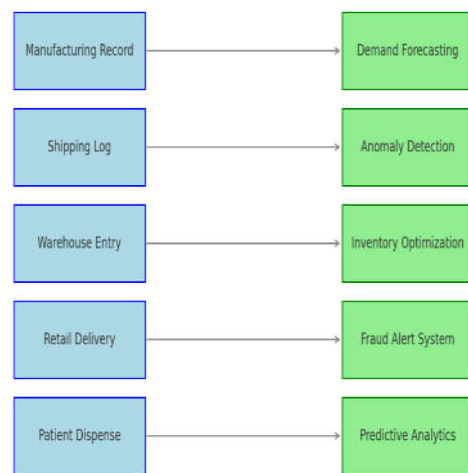 Manufacturing Record
Demand Forecasting
Shipping Log
Anomaly Detection
Warehouse Entry
Inventory Optimization
Retail Delivery
Fraud Alert System
Patient Dispense
Predictive Analytics